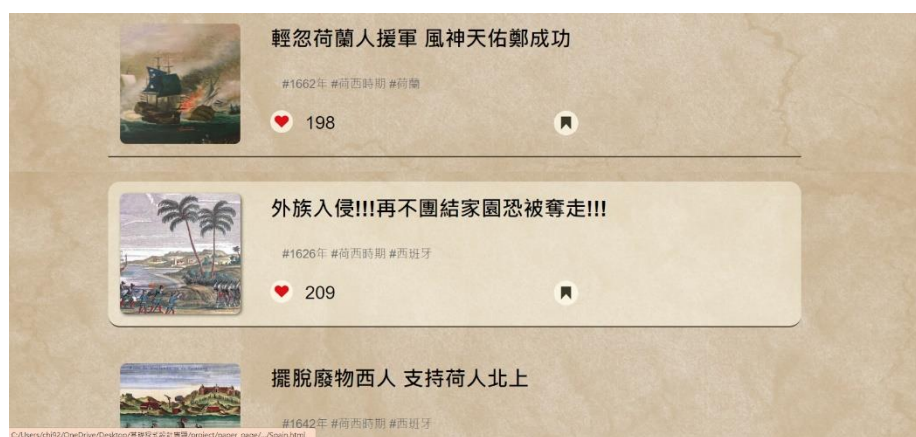 輕忽荷蘭人援軍 風神天佑鄭成功
#1662年 #荷西時期 #荷蘭
198
外族入侵!!!再不團結家園恐被奪走!!!
#1626年 #荷西時期 #西班牙
209
擺脫廢物西人 支持荷人北上
#1642年 #荷西時期 #西班牙